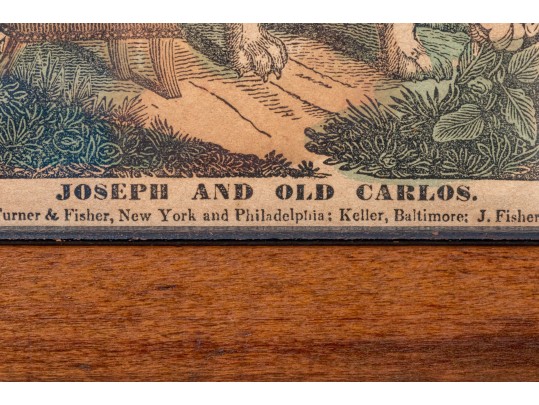 JOSEPH AND OLD CARLOS.
Turner & Fisher, New York and Philadelphia; Keller, Baltimore; J. Fisher